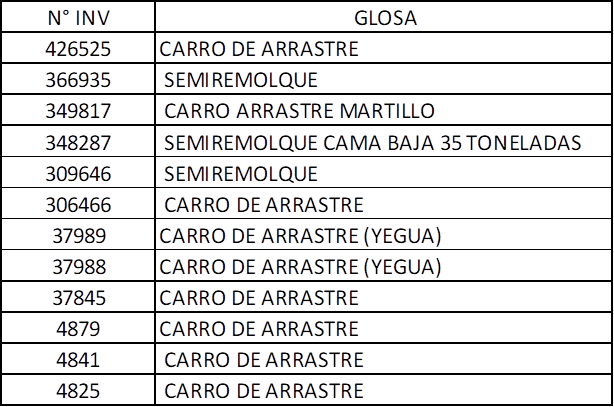 N° INV GLOSA
426525 CARRO DE ARRASTRE
366935 SEMIREMOLQUE
349817 CARRO ARRASTRE MARTILLO
348287 SEMIREMOLQUE CAMA BAJA 35 TONELADAS
309646 SEMIREMOLQUE
306466 CARRO DE ARRASTRE
37989 CARRO DE ARRASTRE (YEGUA)
37988 CARRO DE ARRASTRE (YEGUA)
37845 CARRO DE ARRASTRE
4879 CARRO DE ARRASTRE
4841 CARRO DE ARRASTRE
4825 CARRO DE ARRASTRE